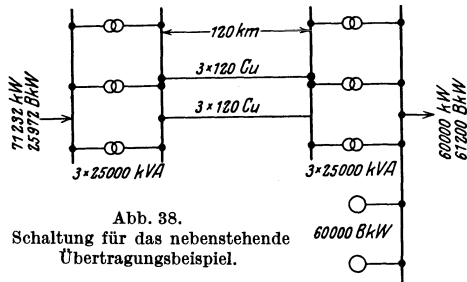 120 km
3×120 Cu
3×120 Cu
71232 kW
25972 BkW
60000 kW
61200 BkW
3×25000 kVA
3×25000 kVA
60000 BkW
Abb. 38.
Schaltung für das nebenstehende
Übertragungsbeispiel.